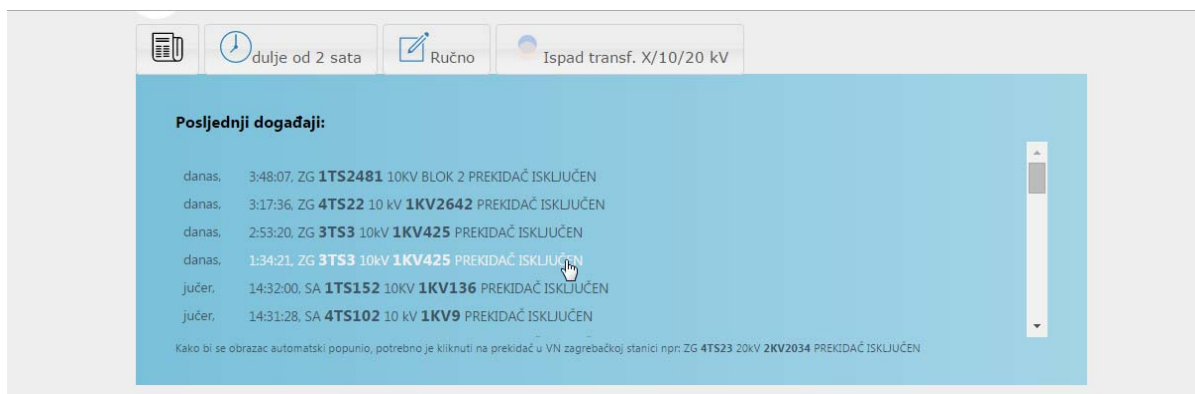 dulje od 2 sata Ručno Ispad transf. X/10/20 kV
Posljednji događaji:
danas, 3:48:07, ZG 1TS2481 10KV BLOK 2 PREKIDAČ ISKLJUČEN
danas, 3:17:36, ZG 4TS22 10 kV 1KV2642 PREKIDAČ ISKLJUČEN
danas, 2:53:20, ZG 3TS3 10kV 1KV425 PREKIDAČ ISKLJUČEN
danas, 1:34:21, ZG 3TS3 10kV 1KV425 PREKIDAČ ISKLJUČEN
jučer, 14:32:00, SA 1TS152 10KV 1KV136 PREKIDAČ ISKLJUČEN
jučer, 14:31:28, SA 4TS102 10 kV 1KV9 PREKIDAČ ISKLJUČEN
Kako bi se obrazac automatski popunio, potrebno je kliknuti na prekidač u VN zagrebačkoj stanici npr: ZG 4TS23 20kV 2KV2034 PREKIDAČ ISKLJUČEN